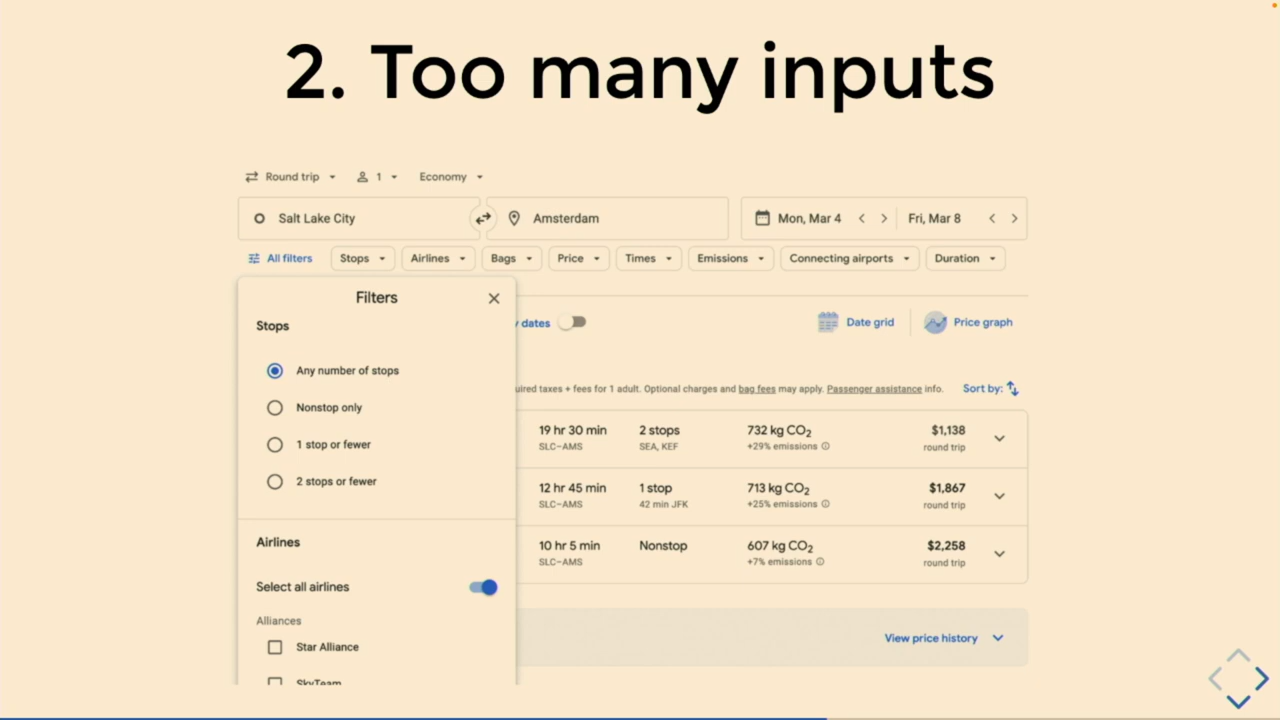 2. Too many inputs
Round trip 1 Economy
Salt Lake City Amsterdam Mon, Mar 4 Fri, Mar 8
All filters Stops Airlines Bags Price Times Emissions Connecting airports Duration
Filters
Stops
Any number of stops
Nonstop only
1 stop or fewer
2 stops or fewer
Airlines
Select all airlines
Alliances
Star Alliance
SkyTeam
dates Date grid Price graph
taxes + fees for 1 adult. Optional charges and bag fees may apply. Passenger assistance info. Sort by:
19 hr 30 min 2 stops 732 kg CO2 $1,138
SLC–AMS SEA, KEF +29% emissions round trip
12 hr 45 min 1 stop 713 kg CO2 $1,867
SLC–AMS 42 min JFK +25% emissions round trip
10 hr 5 min Nonstop 607 kg CO2 $2,258
SLC–AMS +7% emissions round trip
View price history